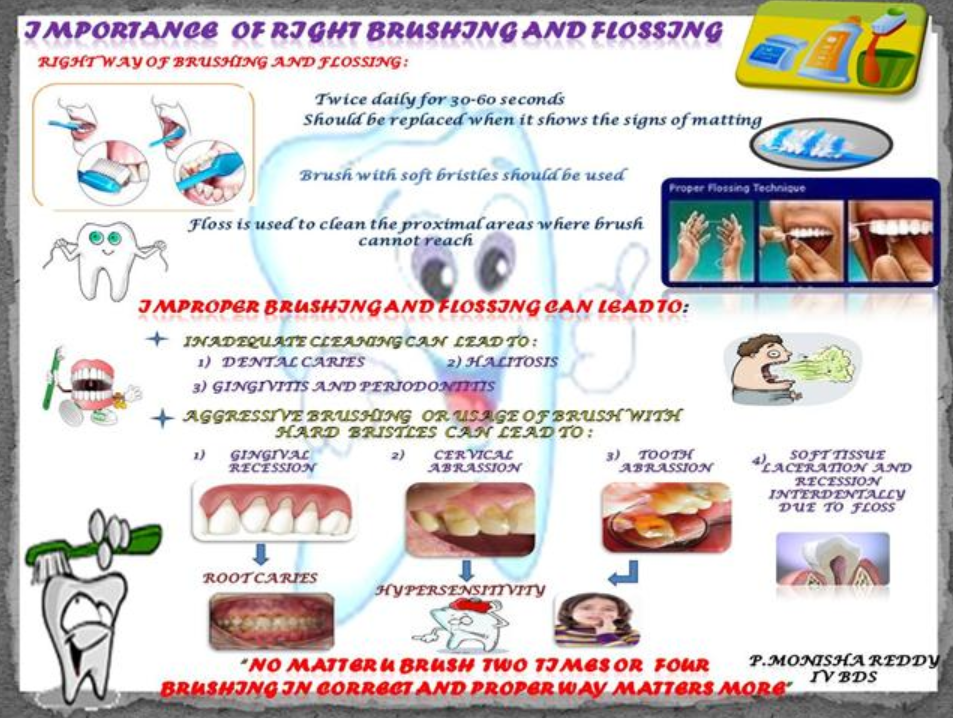 IMPORTANCE OF RIGHT BRUSHING AND FLOSSING
RIGHT WAY OF BRUSHING AND FLOSSING:
Twice daily for 30-60 seconds
Should be replaced when it shows the signs of matting
Brush with soft bristles should be used
Proper Flossing Technique
Floss is used to clean the proximal areas where brush
cannot reach
IMPROPER BRUSHING AND FLOSSING CAN LEAD TO:
INADEQUATE CLEANING CAN LEAD TO:
1) DENTAL CARIES 2) HALITOSIS
3) GINGIVITIS AND PERIODONTITIS
AGGRESSIVE BRUSHING OR USAGE OF BRUSH WITH
HARD BRISTLES CAN LEAD TO:
1) GINGIVAL
RECESSION
2) CERVICAL
ABRASSION
3) TOOTH
ABRASSION
4) SOFT TISSUE
LACERATION AND
RECESSION
INTERDENTALLY
DUE TO FLOSS
ROOT CARIES
HYPERSENSITIVITY
"NO MATTER U BRUSH TWO TIMES OR FOUR
BRUSHING IN CORRECT AND PROPER WAY MATTERS MORE"
P.MONISHA REDDY
IV BDS